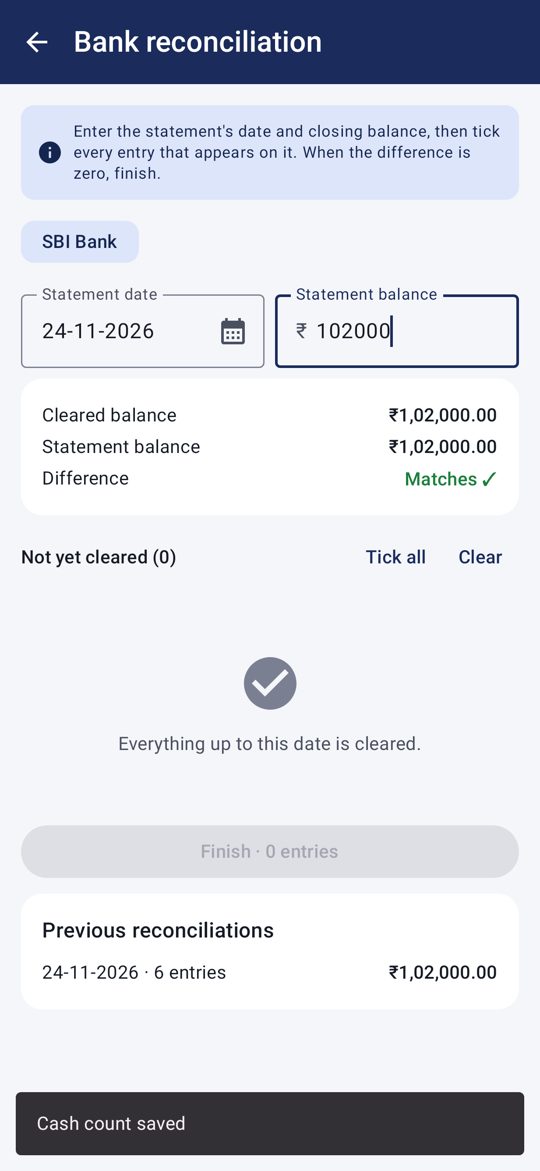 Bank reconciliation
Enter the statement's date and closing balance, then tick
every entry that appears on it. When the difference is
zero, finish.
SBI Bank
Statement date
24-11-2026
Statement balance
₹ 102000
Cleared balance ₹1,02,000.00
Statement balance ₹1,02,000.00
Difference Matches ✓
Not yet cleared (0) Tick all Clear
Everything up to this date is cleared.
Finish · 0 entries
Previous reconciliations
24-11-2026 · 6 entries ₹1,02,000.00
Cash count saved